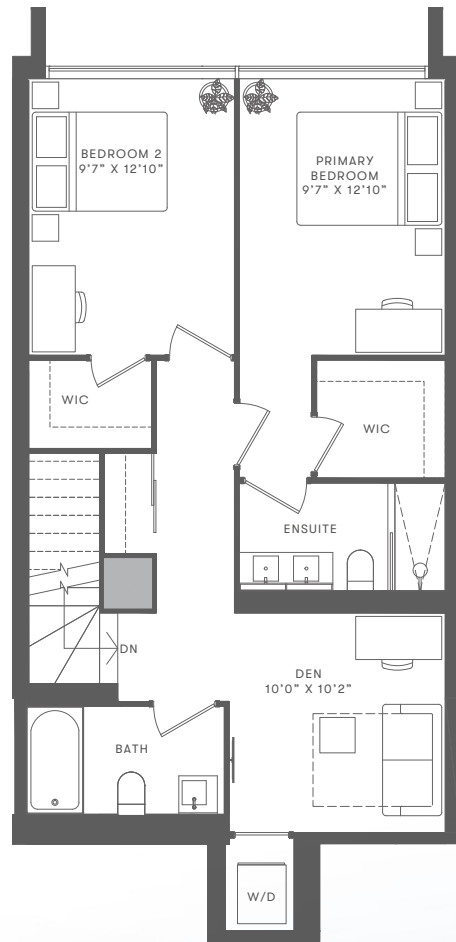 BEDROOM 2
9'7" X 12'10"
PRIMARY
BEDROOM
9'7" X 12'10"
WIC
WIC
ENSUITE
DN
DEN
10'0" X 10'2"
BATH
W/D